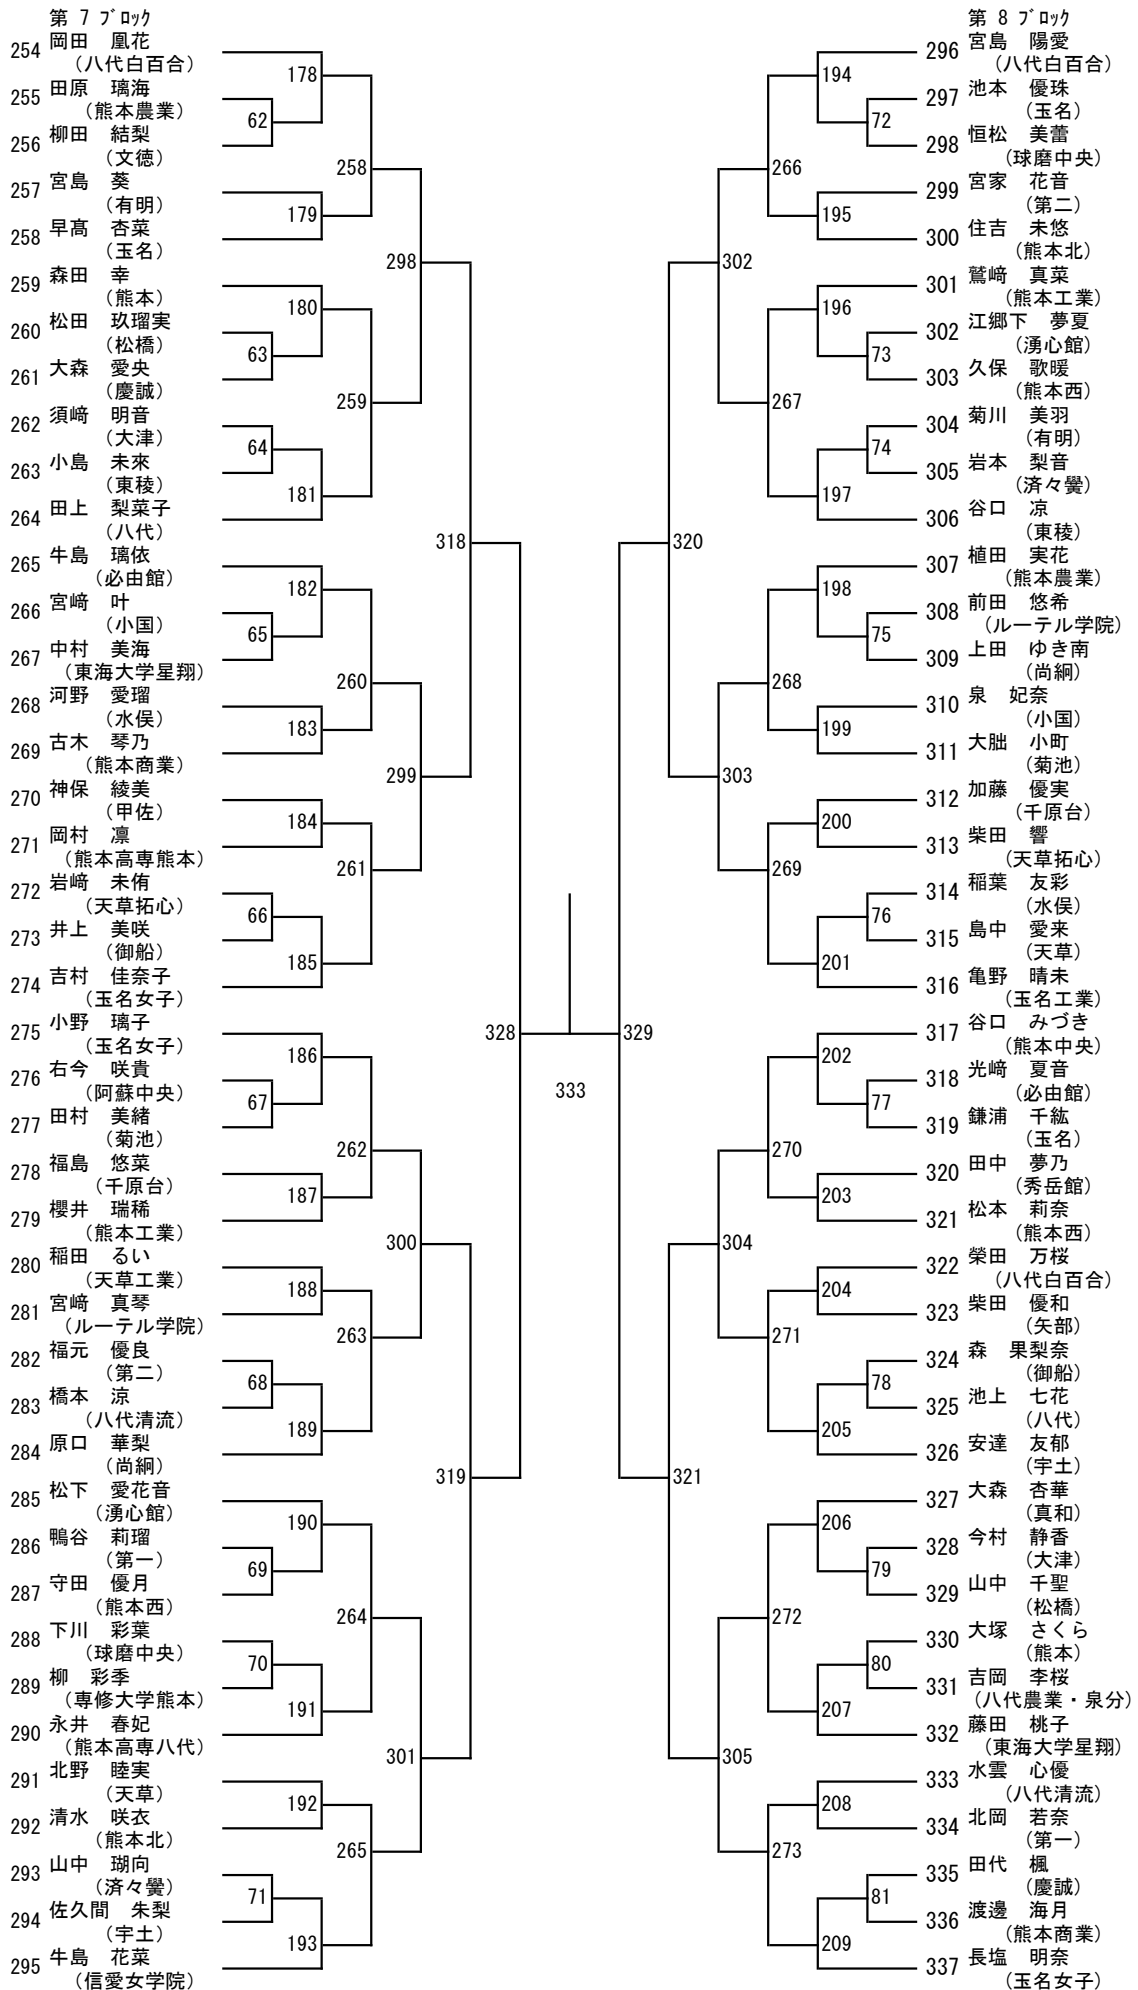 第 7 ブロック
254 岡田　凰花
（八代白百合）
255 田原　璃海
（熊本農業）
256 柳田　結梨
（文徳）
257 宮島　葵
（有明）
258 早髙　杏菜
（玉名）
259 森田　幸
（熊本）
260 松田　玖瑠実
（松橋）
261 大森　愛央
（慶誠）
262 須﨑　明音
（大津）
263 小島　未來
（東稜）
264 田上　梨菜子
（八代）
265 牛島　璃依
（必由館）
266 宮﨑　叶
（小国）
267 中村　美海
（東海大学星翔）
268 河野　愛瑠
（水俣）
269 古木　琴乃
（熊本商業）
270 神保　綾美
（甲佐）
271 岡村　凛
（熊本高専熊本）
272 岩﨑　未侑
（天草拓心）
273 井上　美咲
（御船）
274 吉村　佳奈子
（玉名女子）
275 小野　璃子
（玉名女子）
276 右今　咲貴
（阿蘇中央）
277 田村　美緒
（菊池）
278 福島　悠菜
（千原台）
279 櫻井　瑞稀
（熊本工業）
280 稲田　るい
（天草工業）
281 宮﨑　真琴
（ルーテル学院）
282 福元　優良
（第二）
283 橋本　涼
（八代清流）
284 原口　華梨
（尚絅）
285 松下　愛花音
（湧心館）
286 鴨谷　莉瑠
（第一）
287 守田　優月
（熊本西）
288 下川　彩葉
（球磨中央）
289 柳　彩季
（専修大学熊本）
290 永井　春妃
（熊本高専八代）
291 北野　睦実
（天草）
292 清水　咲衣
（熊本北）
293 山中　瑚向
（済々黌）
294 佐久間　朱梨
（宇土）
295 牛島　花菜
（信愛女学院）
62
63
64
65
66
67
68
69
70
71
178
179
180
181
182
183
184
185
186
187
188
189
190
191
192
193
258
259
260
261
262
263
264
265
298
299
300
301
318
319
328
333
329
320
321
302
303
304
305
266
267
268
269
270
271
272
273
194
195
196
197
198
199
200
201
202
203
204
205
206
207
208
209
72
73
74
75
76
77
78
79
80
81
第 8 ブロック
296 宮島　陽愛
（八代白百合）
297 池本　優珠
（玉名）
298 恒松　美蕾
（球磨中央）
299 宮家　花音
（第二）
300 住吉　未悠
（熊本北）
301 鷲﨑　真菜
（熊本工業）
302 江郷下　夢夏
（湧心館）
303 久保　歌暖
（熊本西）
304 菊川　美羽
（有明）
305 岩本　梨音
（済々黌）
306 谷口　凉
（東稜）
307 植田　実花
（熊本農業）
308 前田　悠希
（ルーテル学院）
309 上田　ゆき南
（尚絅）
310 泉　妃奈
（小国）
311 大朏　小町
（菊池）
312 加藤　優実
（千原台）
313 柴田　響
（天草拓心）
314 稲葉　友彩
（水俣）
315 島中　愛来
（天草）
316 亀野　晴未
（玉名工業）
317 谷口　みづき
（熊本中央）
318 光﨑　夏音
（必由館）
319 鎌浦　千紘
（玉名）
320 田中　夢乃
（秀岳館）
321 松本　莉奈
（熊本西）
322 榮田　万桜
（八代白百合）
323 柴田　優和
（矢部）
324 森　果梨奈
（御船）
325 池上　七花
（八代）
326 安達　友郁
（宇土）
327 大森　杏華
（真和）
328 今村　静香
（大津）
329 山中　千聖
（松橋）
330 大塚　さくら
（熊本）
331 吉岡　李桜
（八代農業・泉分）
332 藤田　桃子
（東海大学星翔）
333 水雲　心優
（八代清流）
334 北岡　若奈
（第一）
335 田代　楓
（慶誠）
336 渡邊　海月
（熊本商業）
337 長塩　明奈
（玉名女子）